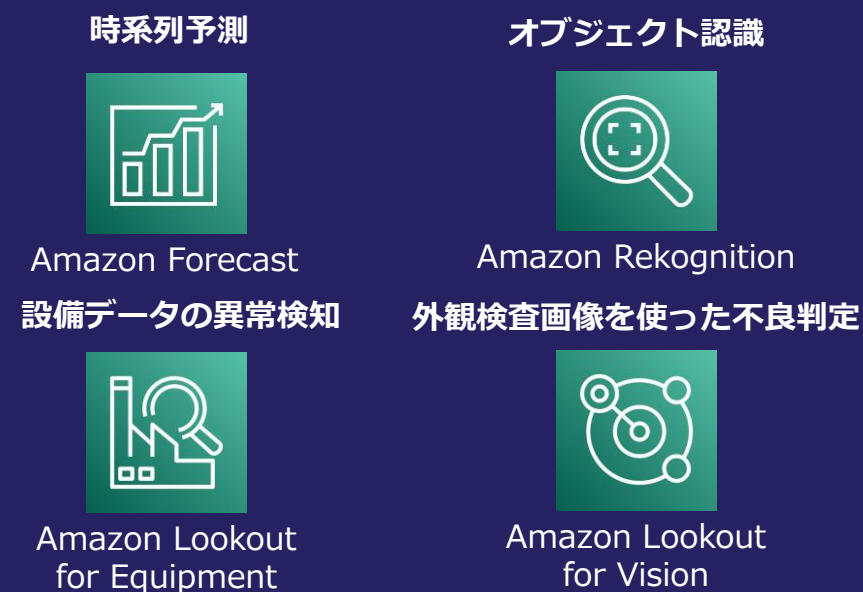 時系列予測
オブジェクト認識
Amazon Forecast
Amazon Rekognition
設備データの異常検知
外観検査画像を使った不良判定
Amazon Lookout
for Equipment
Amazon Lookout
for Vision